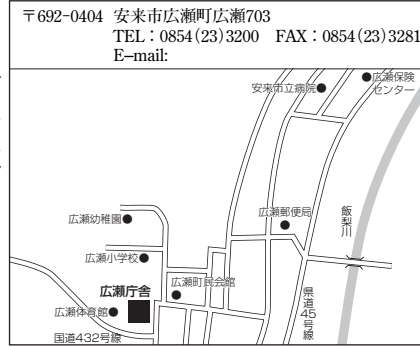 〒692-0404 安来市広瀬町広瀬703
TEL：0854(23)3200 FAX：0854(23)3281
E-mail:
広瀬保険
センター
安来市立病院
広瀬幼稚園
広瀬郵便局
飯梨川
広瀬小学校
広瀬町民会館
広瀬庁舎
県道45号線
広瀬体育館
国道432号線